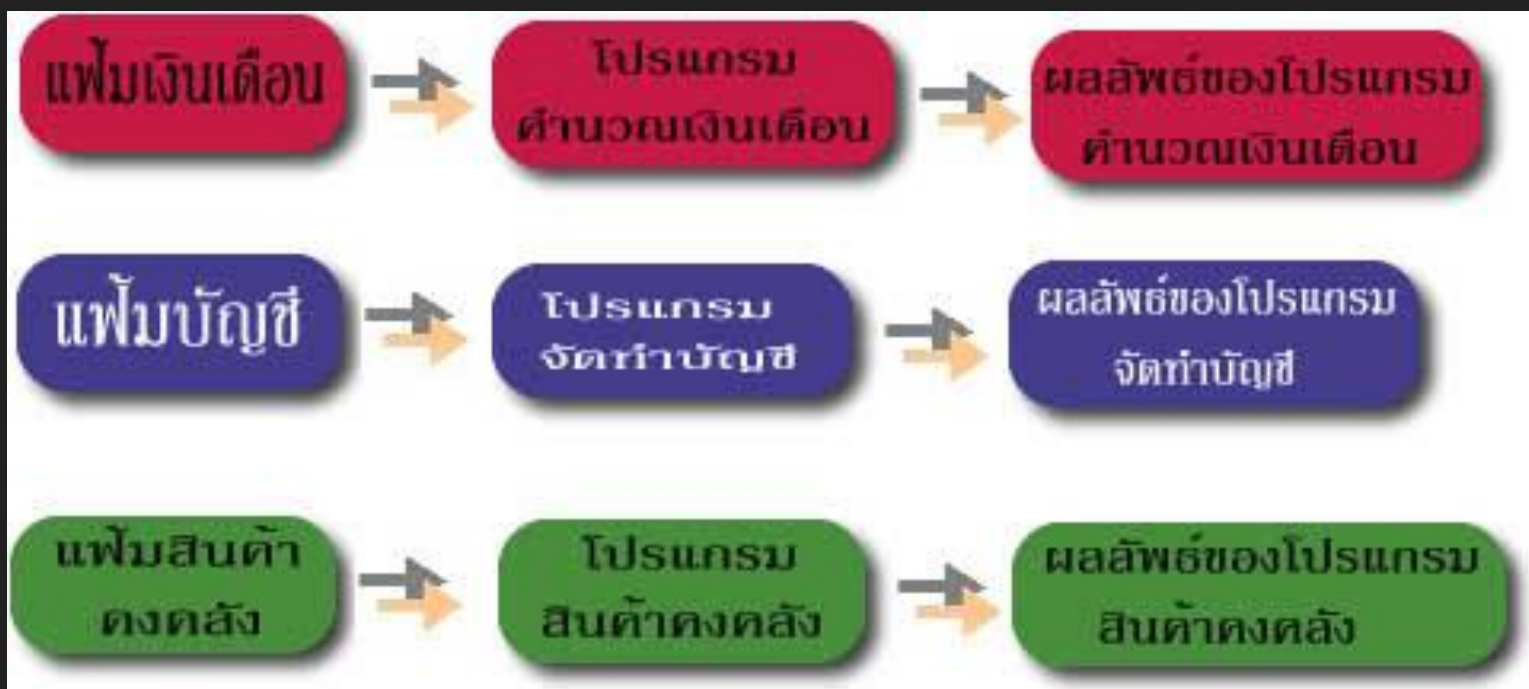 แฟ้มเงินเดือน
โปรแกรม
คำนวณเงินเดือน
ผลลัพธ์ของโปรแกรม
คำนวณเงินเดือน
แฟ้มบัญชี
โปรแกรม
จัดทำบัญชี
ผลลัพธ์ของโปรแกรม
จัดทำบัญชี
แฟ้มสินค้า
คงคลัง
โปรแกรม
สินค้าคงคลัง
ผลลัพธ์ของโปรแกรม
สินค้าคงคลัง